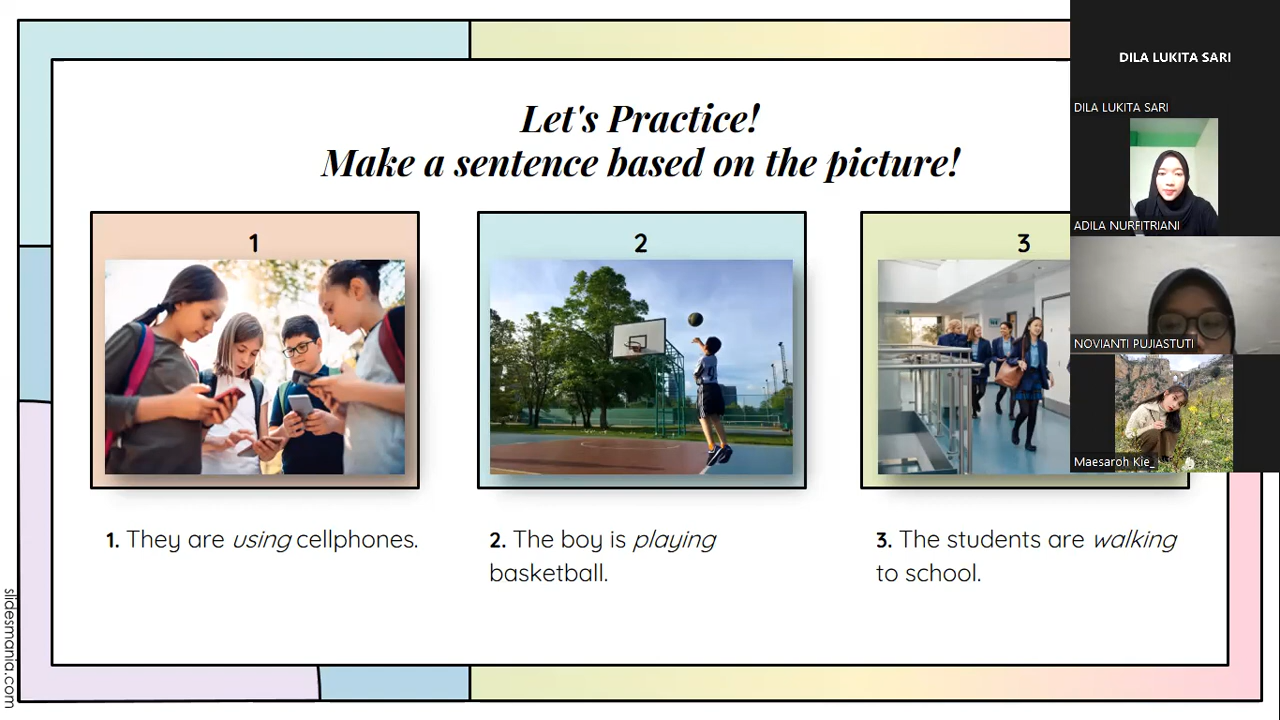 Let's Practice!
Make a sentence based on the picture!
1
2
3
1. They are using cellphones.
2. The boy is playing
basketball.
3. The students are walking
to school.
slidesmania.com
DILA LUKITA SARI
DILA LUKITA SARI
ADILA NURFITRIANI
NOVIANTI PUJIASTUTI
Maesaroh Kie_